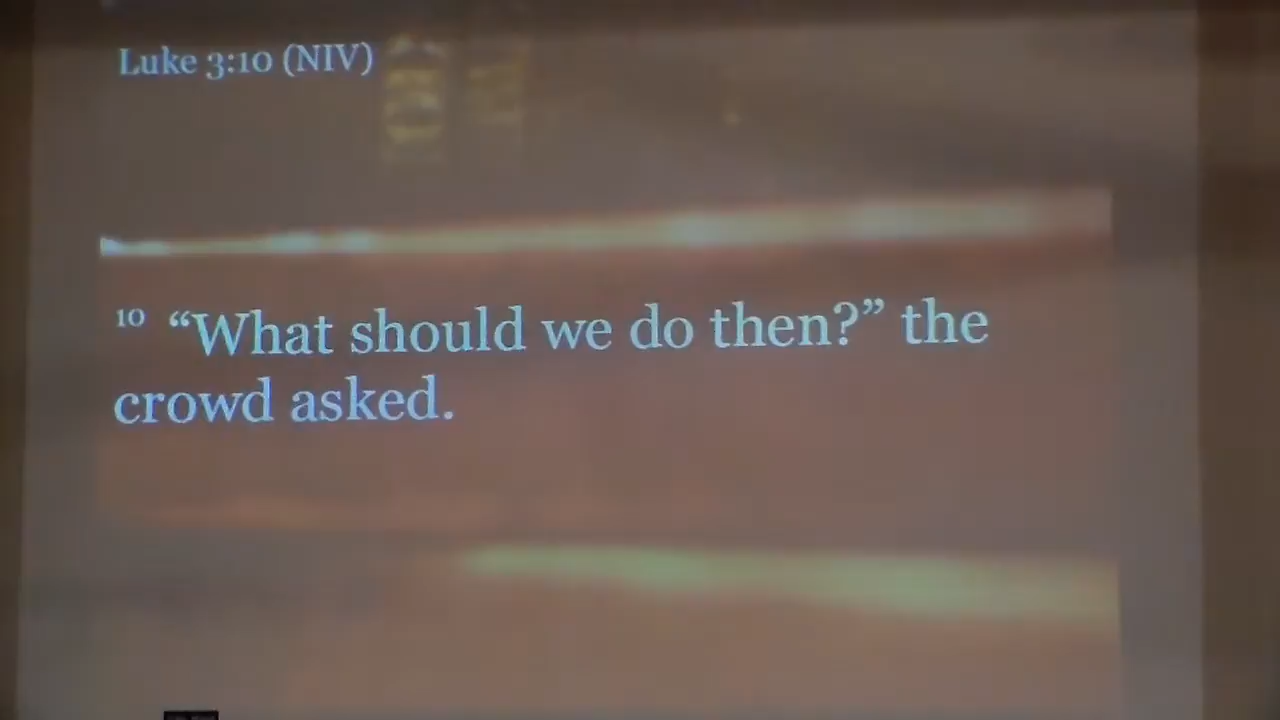 Luke 3:10 (NIV)
10 “What should we do then?” the
crowd asked.